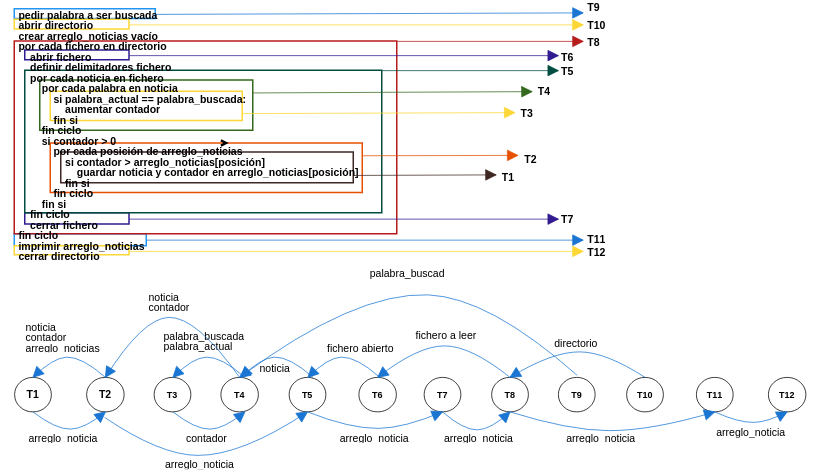 pedir palabra a ser buscada
T9
abrir directorio
T10
crear arreglo_noticias vacío
por cada fichero en directorio
T8
abrir fichero
T6
definir delimitadores fichero
T5
por cada noticia en fichero
por cada palabra en noticia
T4
si palabra_actual == palabra_buscada:
aumentar contador
T3
fin si
fin ciclo
si contador > 0
por cada posición de arreglo_noticias
T2
si contador > arreglo_noticias[posición]
guardar noticia y contador en arreglo_noticias[posición]
T1
fin si
fin ciclo
fin si
fin ciclo
T7
cerrar fichero
fin ciclo
T11
imprimir arreglo_noticias
T12
cerrar directorio
palabra_buscad
noticia
contador
noticia
contador
arreglo_noticias
palabra_buscada
palabra_actual
noticia
fichero abierto
fichero a leer
directorio
T1 T2 T3 T4 T5 T6 T7 T8 T9 T10 T11 T12
arreglo_noticia
contador
arreglo_noticia
arreglo_noticia
arreglo_noticia
arreglo_noticia
arreglo_noticia